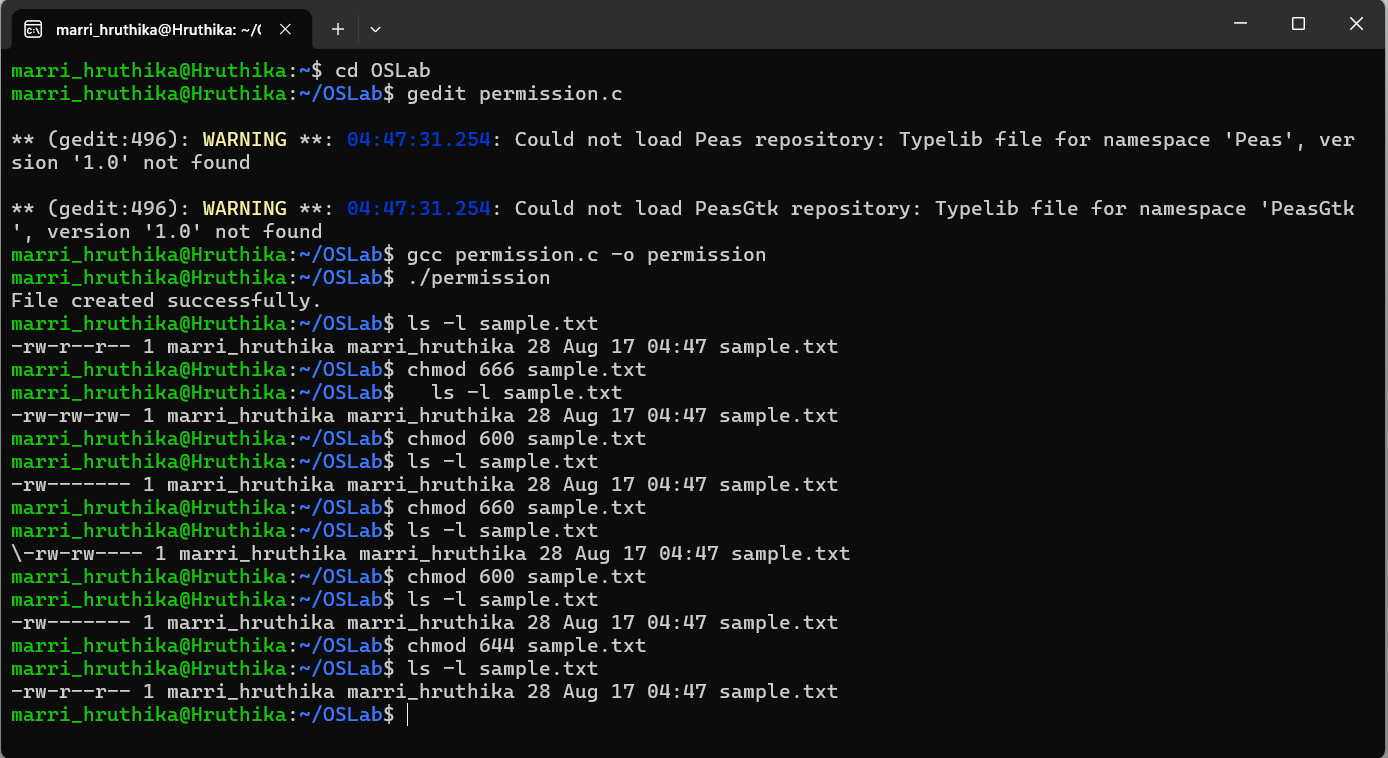 marri_hruthika@Hruthika: ~/O
marri_hruthika@Hruthika:~$ cd OSLab
marri_hruthika@Hruthika:~/OSLab$ gedit permission.c
** (gedit:496): WARNING **: 04:47:31.254: Could not load Peas repository: Typelib file for namespace 'Peas', ver
sion '1.0' not found
** (gedit:496): WARNING **: 04:47:31.254: Could not load PeasGtk repository: Typelib file for namespace 'PeasGtk
', version '1.0' not found
marri_hruthika@Hruthika:~/OSLab$ gcc permission.c -o permission
marri_hruthika@Hruthika:~/OSLab$ ./permission
File created successfully.
marri_hruthika@Hruthika:~/OSLab$ ls -l sample.txt
-rw-r--r-- 1 marri_hruthika marri_hruthika 28 Aug 17 04:47 sample.txt
marri_hruthika@Hruthika:~/OSLab$ chmod 666 sample.txt
marri_hruthika@Hruthika:~/OSLab$   ls -l sample.txt
-rw-rw-rw- 1 marri_hruthika marri_hruthika 28 Aug 17 04:47 sample.txt
marri_hruthika@Hruthika:~/OSLab$ chmod 600 sample.txt
marri_hruthika@Hruthika:~/OSLab$ ls -l sample.txt
-rw------- 1 marri_hruthika marri_hruthika 28 Aug 17 04:47 sample.txt
marri_hruthika@Hruthika:~/OSLab$ chmod 660 sample.txt
marri_hruthika@Hruthika:~/OSLab$ ls -l sample.txt
\-rw-rw---- 1 marri_hruthika marri_hruthika 28 Aug 17 04:47 sample.txt
marri_hruthika@Hruthika:~/OSLab$ chmod 600 sample.txt
marri_hruthika@Hruthika:~/OSLab$ ls -l sample.txt
-rw------- 1 marri_hruthika marri_hruthika 28 Aug 17 04:47 sample.txt
marri_hruthika@Hruthika:~/OSLab$ chmod 644 sample.txt
marri_hruthika@Hruthika:~/OSLab$ ls -l sample.txt
-rw-r--r-- 1 marri_hruthika marri_hruthika 28 Aug 17 04:47 sample.txt
marri_hruthika@Hruthika:~/OSLab$